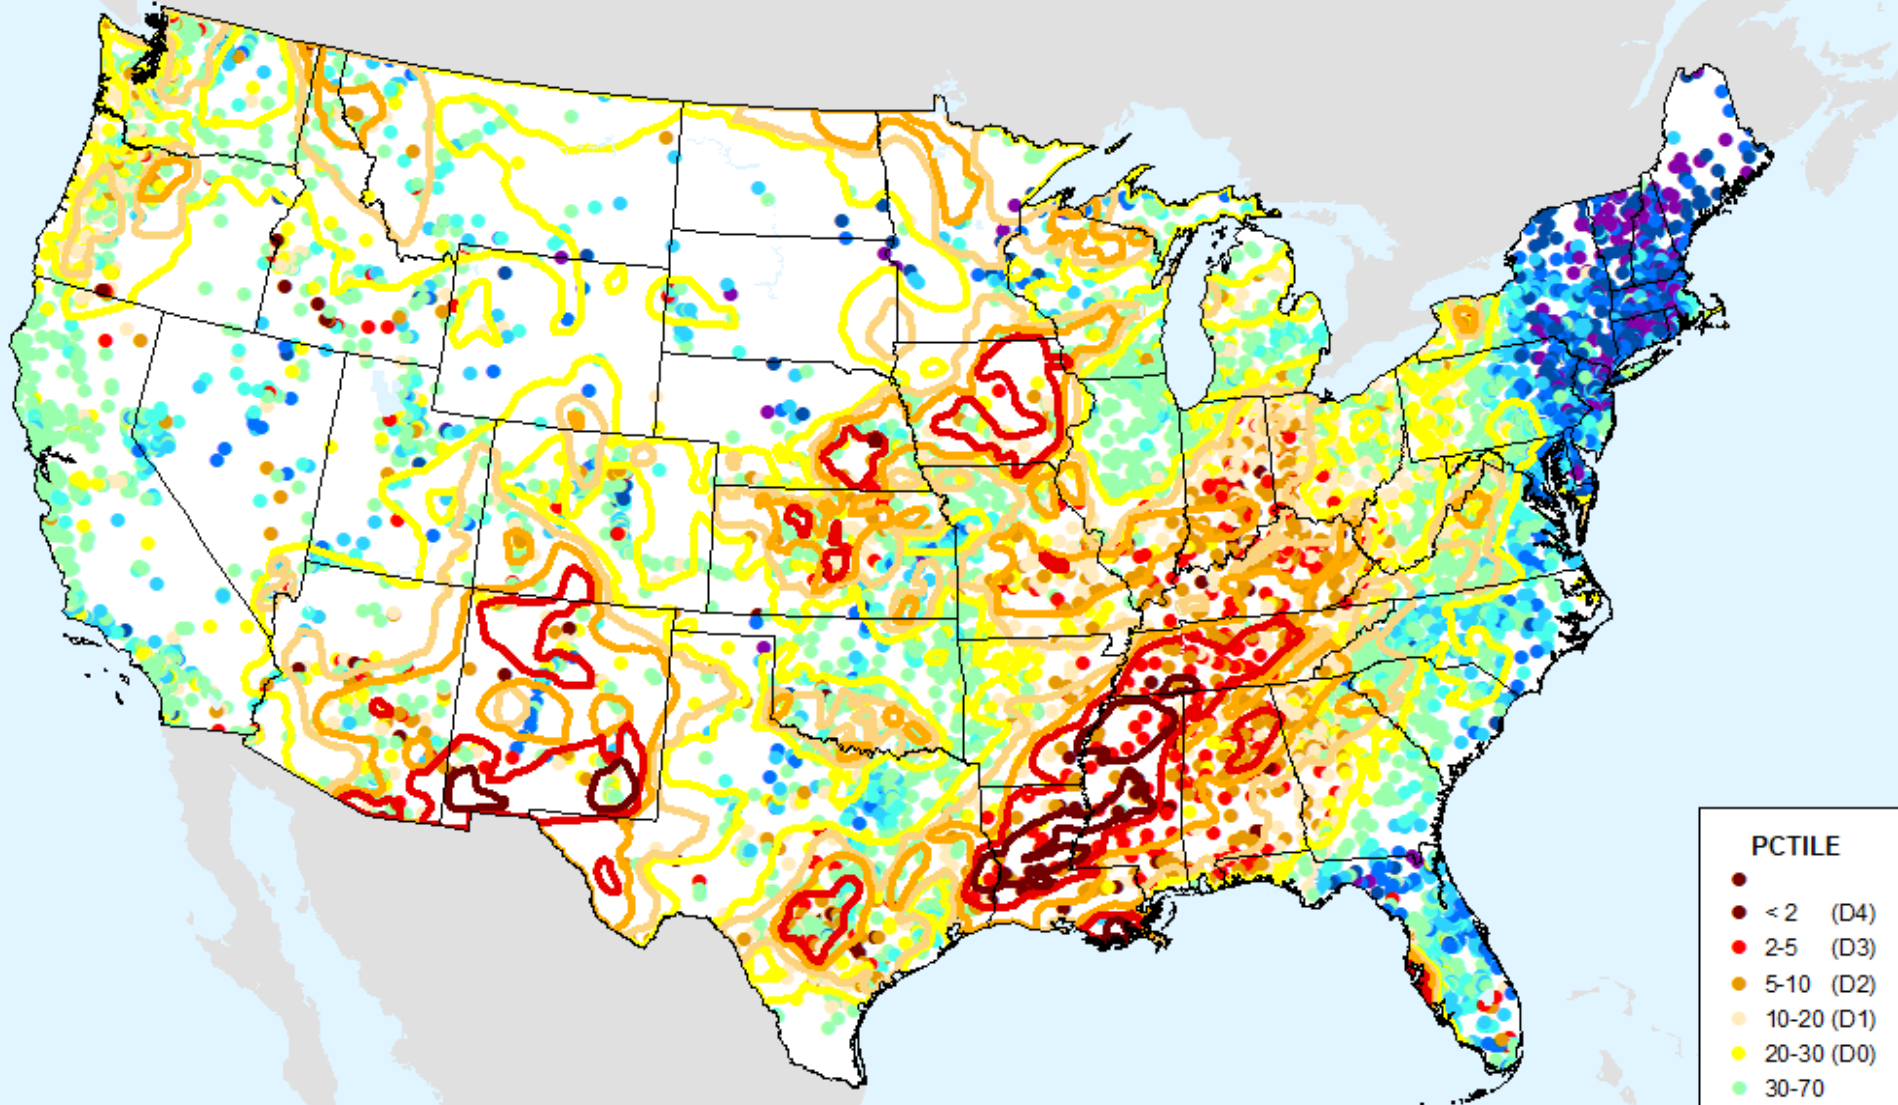 PCTILE
< 2 (D4)
2-5 (D3)
5-10 (D2)
10-20 (D1)
20-30 (D0)
30-70